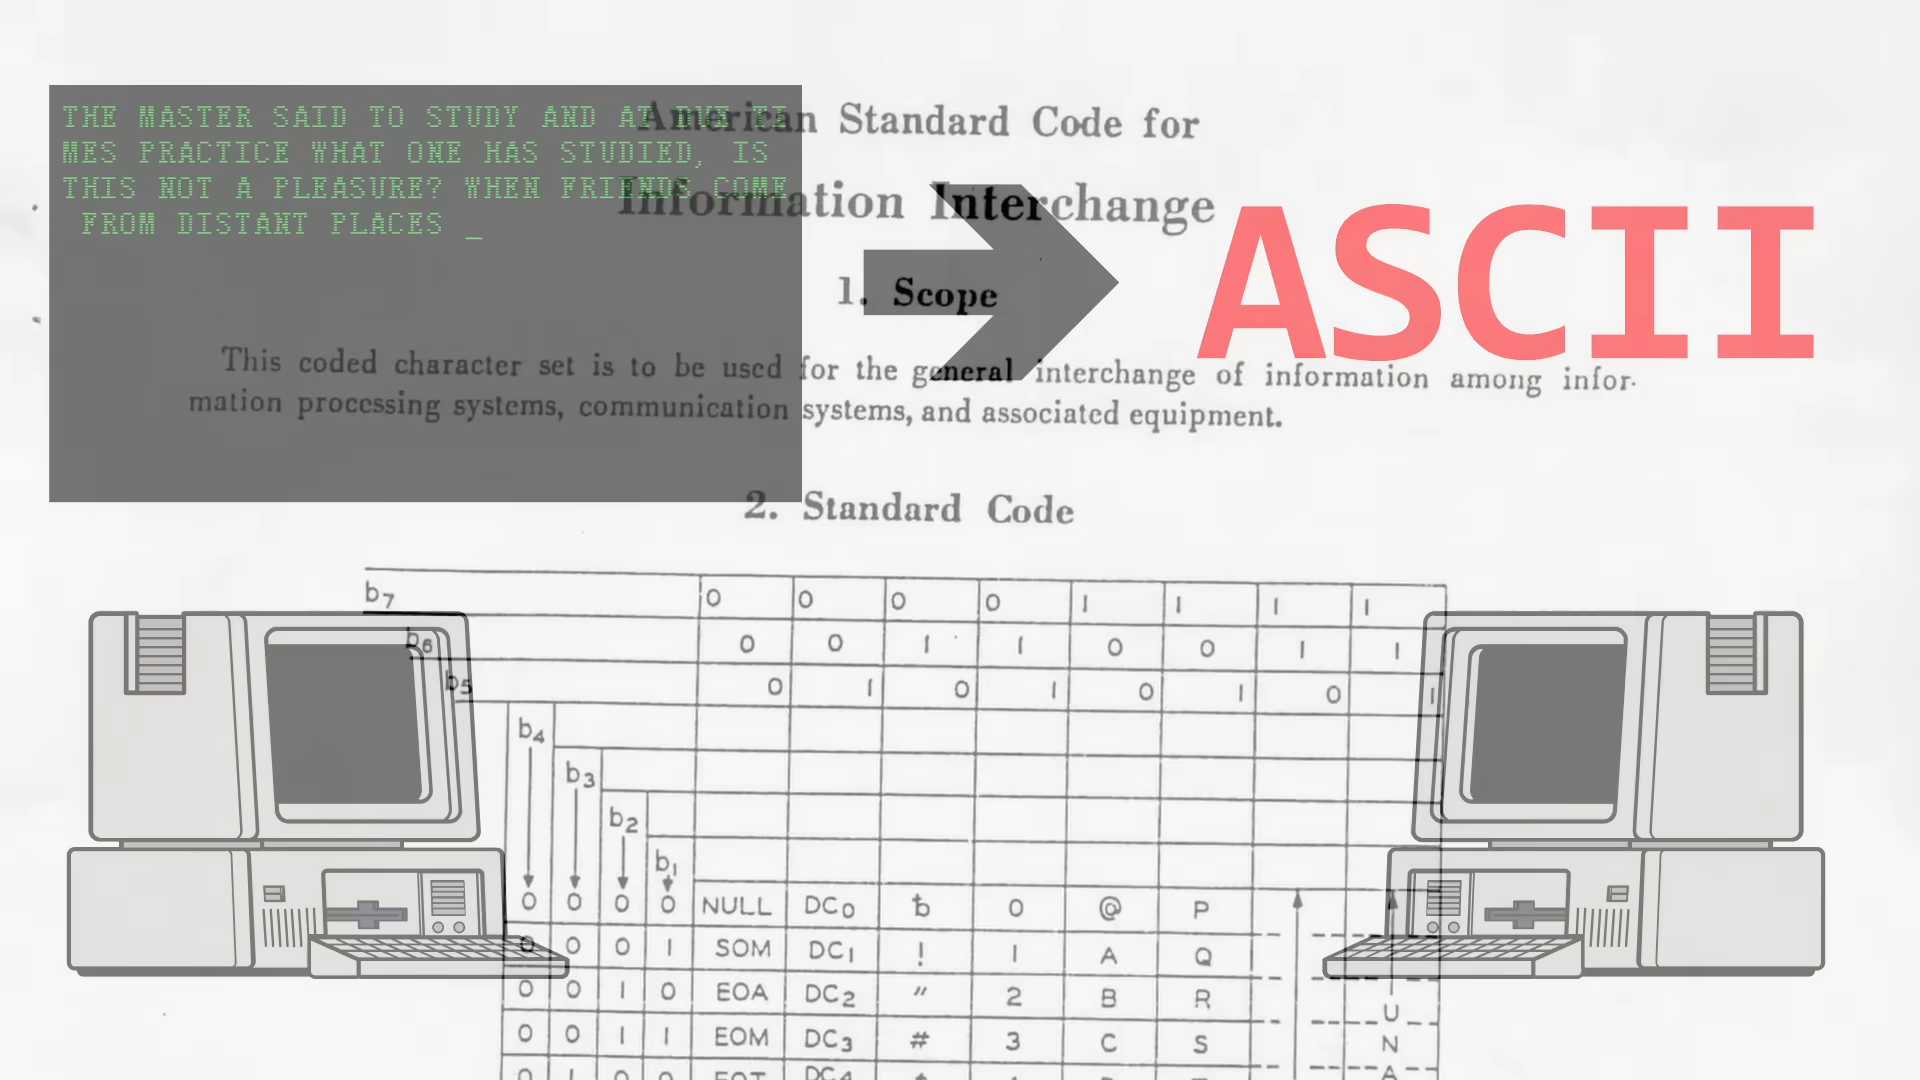 THE MASTER SAID TO STUDY AND AT DUE TI
MES PRACTICE WHAT ONE HAS STUDIED, IS
THIS NOT A PLEASURE? WHEN FRIENDS COME
FROM DISTANT PLACES _
ASCII
American Standard Code for
Information Interchange
1. Scope
This coded character set is to be used for the general interchange of information among infor-
mation processing systems, communication systems, and associated equipment.
2. Standard Code
b7 0 0 0 0 1 1 1 1
b6 0 0 1 1 0 0 1 1
b5 0 1 0 1 0 1 0 1
b4
b3
b2
b1
0 0 0 0 NULL DC0 ƀ 0 @ P
0 0 0 1 SOM DC1 ! 1 A Q
0 0 1 0 EOA DC2 " 2 B R
U
0 0 1 1 EOM DC3 # 3 C S
N
A